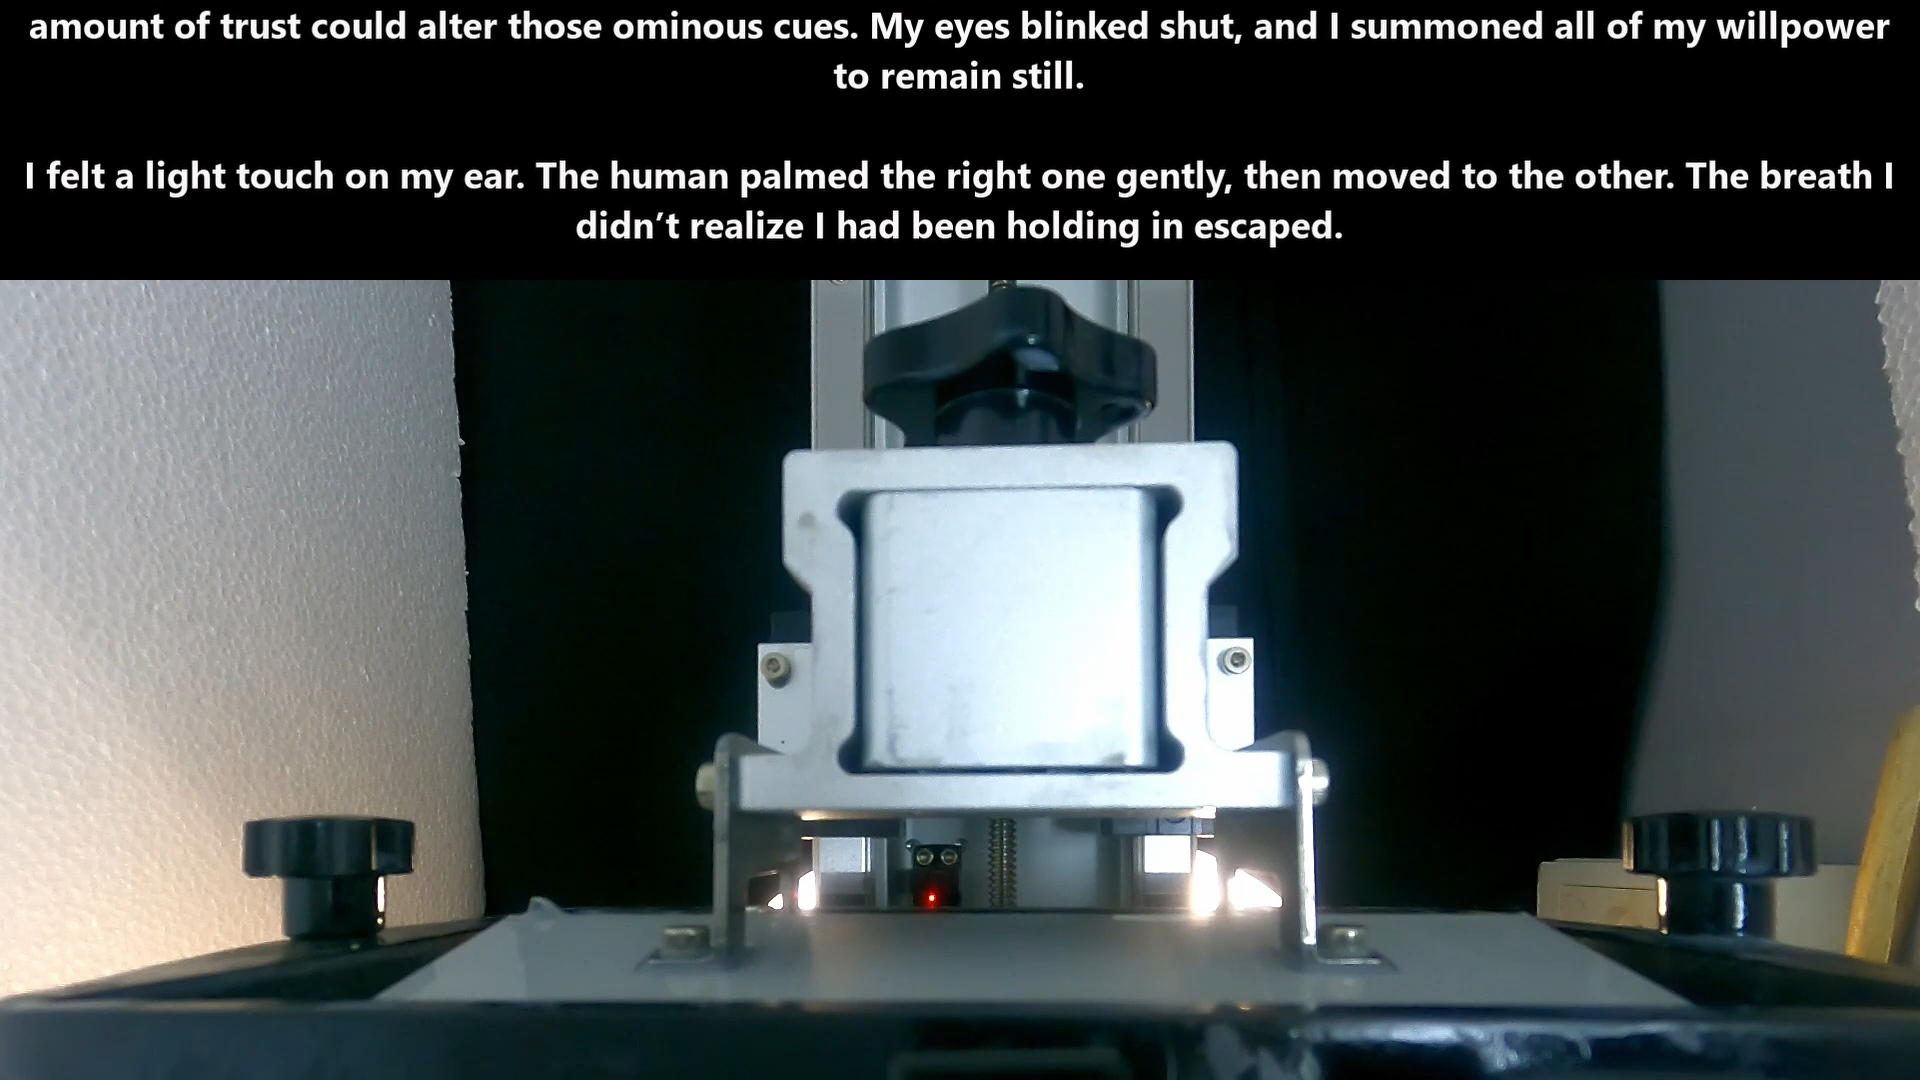 amount of trust could alter those ominous cues. My eyes blinked shut, and I summoned all of my willpower
to remain still.
I felt a light touch on my ear. The human palmed the right one gently, then moved to the other. The breath I
didn’t realize I had been holding in escaped.